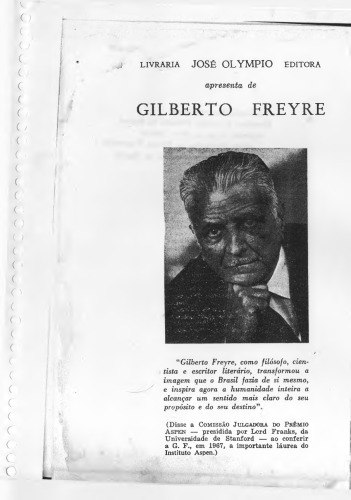 LIVRARIA JOSÉ OLYMPIO EDITORA
apresenta de
GILBERTO FREYRE
"Gilberto Freyre, como filósofo, cien-
tista e escritor literário, transformou a
imagem que o Brasil fazia de si mesmo,
e inspira agora a humanidade inteira a
alcançar um sentido mais claro do seu
propósito e do seu destino".
(Disse a COMISSÃO JULGADORA DO PRÊMIO
ASPEN — presidida por Lord Franks, da
Universidade de Stanford — ao conferir
a G. F., em 1967, a importante láurea do
Instituto Aspen.)